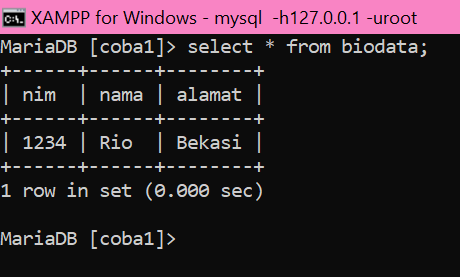 XAMPP for Windows - mysql  -h127.0.0.1 -uroot
MariaDB [coba1]> select * from biodata;
+------+------+--------+
| nim  | nama | alamat |
+------+------+--------+
| 1234 | Rio  | Bekasi |
+------+------+--------+
1 row in set (0.000 sec)
MariaDB [coba1]>